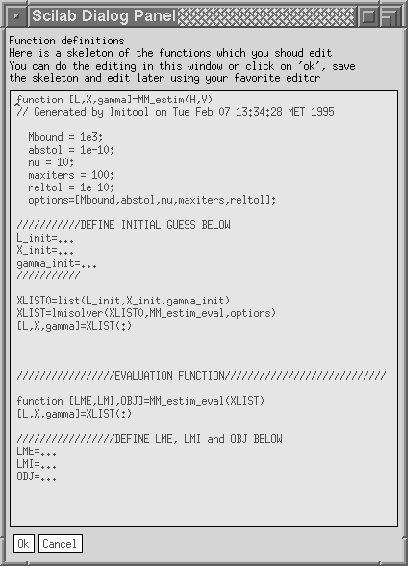 Scilab Dialog Panel
Function definitions
Here is a skeleton of the functions which you shoud edit
You can do the editing in this window or click on 'ok', save
the skeleton and edit later using your favorite editor
function [L,X,gamma]=MM_estim(H,V)
// Generated by lmitool on Tue Feb 07 13:34:28 MET 1995
Mbound = 1e3;
abstol = 1e-10;
nu = 10;
maxiters = 100;
reltol = 1e-10;
options=[Mbound,abstol,nu,maxiters,reltol];
///////////DEFINE INITIAL GUESS BELOW
L_init=...
X_init=...
gamma_init=...
///////////
XLIST0=list(L_init,X_init,gamma_init)
XLIST=lmisolver(XLIST0,MM_estim_eval,options)
[L,X,gamma]=XLIST(:)
/////////////////EVALUATION FUNCTION////////////////////////////
function [LME,LMI,OBJ]=MM_estim_eval(XLIST)
[L,X,gamma]=XLIST(:)
/////////////////DEFINE LME, LMI and OBJ BELOW
LME=...
LMI=...
OBJ=...
Ok Cancel